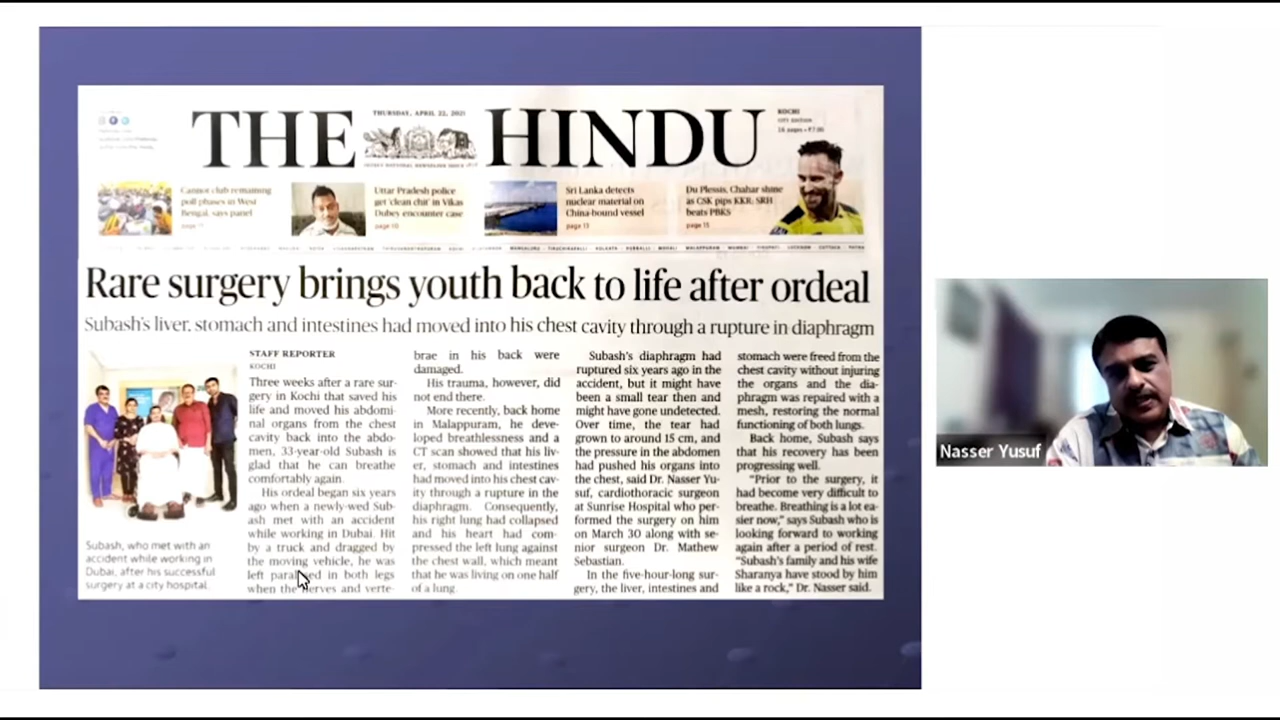 THE HINDU
THURSDAY, APRIL 22, 2021
KOCHI
CITY EDITION
Cannot club remaining
poll phases in West
Bengal, says panel
Uttar Pradesh police
get 'clean chit' in Vikas
Dubey encounter case
page 10
Sri Lanka detects
nuclear material on
China-bound vessel
page 13
Du Plessis, Chahar shine
as CSK pips KKR; SRH
beats PBKS
page 15
Rare surgery brings youth back to life after ordeal
Subash's liver, stomach and intestines had moved into his chest cavity through a rupture in diaphragm
Subash, who met with an
accident while working in
Dubai, after his successful
surgery at a city hospital.
STAFF REPORTER
KOCHI
Three weeks after a rare sur-
gery in Kochi that saved his
life and moved his abdomi-
nal organs from the chest
cavity back into the abdo-
men, 33-year-old Subash is
glad that he can breathe
comfortably again.
His ordeal began six years
ago when a newly-wed Sub-
ash met with an accident
while working in Dubai. Hit
by a truck and dragged by
the moving vehicle, he was
left paralysed in both legs
when the nerves and verte-
brae in his back were
damaged.
His trauma, however, did
not end there.
More recently, back home
in Malappuram, he deve-
loped breathlessness and a
CT scan showed that his liv-
er, stomach and intestines
had moved into his chest cav-
ity through a rupture in the
diaphragm. Consequently,
his right lung had collapsed
and his heart had com-
pressed the left lung against
the chest wall, which meant
that he was living on one half
of a lung.
Subash's diaphragm had
ruptured six years ago in the
accident, but it might have
been a small tear then and
might have gone undetected.
Over time, the tear had
grown to around 15 cm, and
the pressure in the abdomen
had pushed his organs into
the chest, said Dr. Nasser Yu-
suf, cardiothoracic surgeon
at Sunrise Hospital who per-
formed the surgery on him
on March 30 along with se-
nior surgeon Dr. Mathew
Sebastian.
In the five-hour-long sur-
gery, the liver, intestines and
stomach were freed from the
chest cavity without injuring
the organs and the dia-
phragm was repaired with a
mesh, restoring the normal
functioning of both lungs.
Back home, Subash says
that his recovery has been
progressing well.
"Prior to the surgery, it
had become very difficult to
breathe. Breathing is a lot ea-
sier now," says Subash who is
looking forward to working
again after a period of rest.
"Subash's family and his wife
Sharanya have stood by him
like a rock," Dr. Nasser said.
Nasser Yusuf